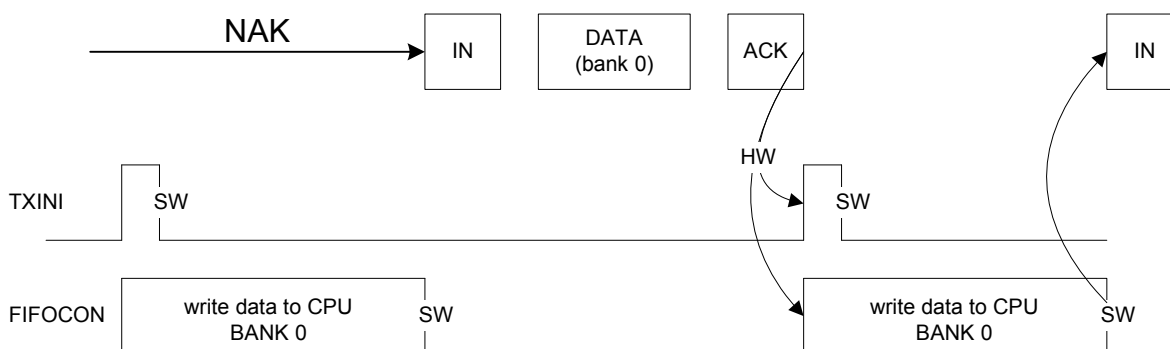 NAK
IN
DATA
(bank 0)
ACK
IN
HW
TXINI
SW
SW
FIFOCON
write data to CPU
BANK 0
SW
write data to CPU
BANK 0
SW